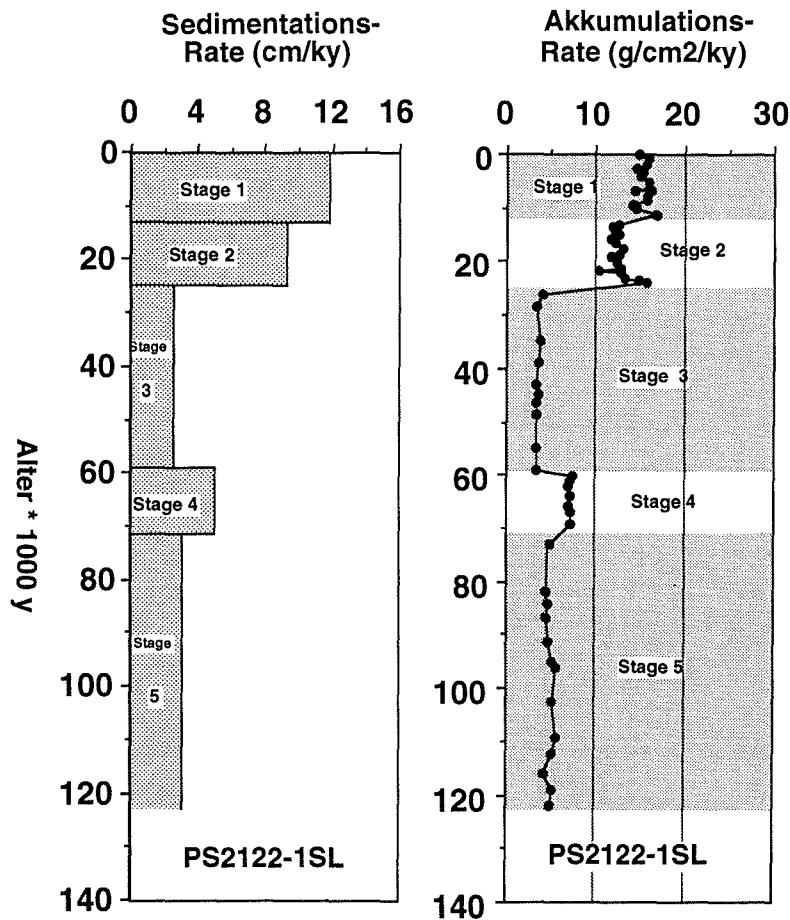 Sedimentations-
Rate (cm/ky)
0 4 8 12 16
0
20
40
60
80
100
120
140
Alter * 1000 y
Stage 1
Stage 2
Stage
3
Stage 4
Stage
5
PS2122-1SL
Akkumulations-
Rate (g/cm2/ky)
0 10 20 30
0
20
40
60
80
100
120
140
Stage 1
Stage 2
Stage 3
Stage 4
Stage 5
PS2122-1SL